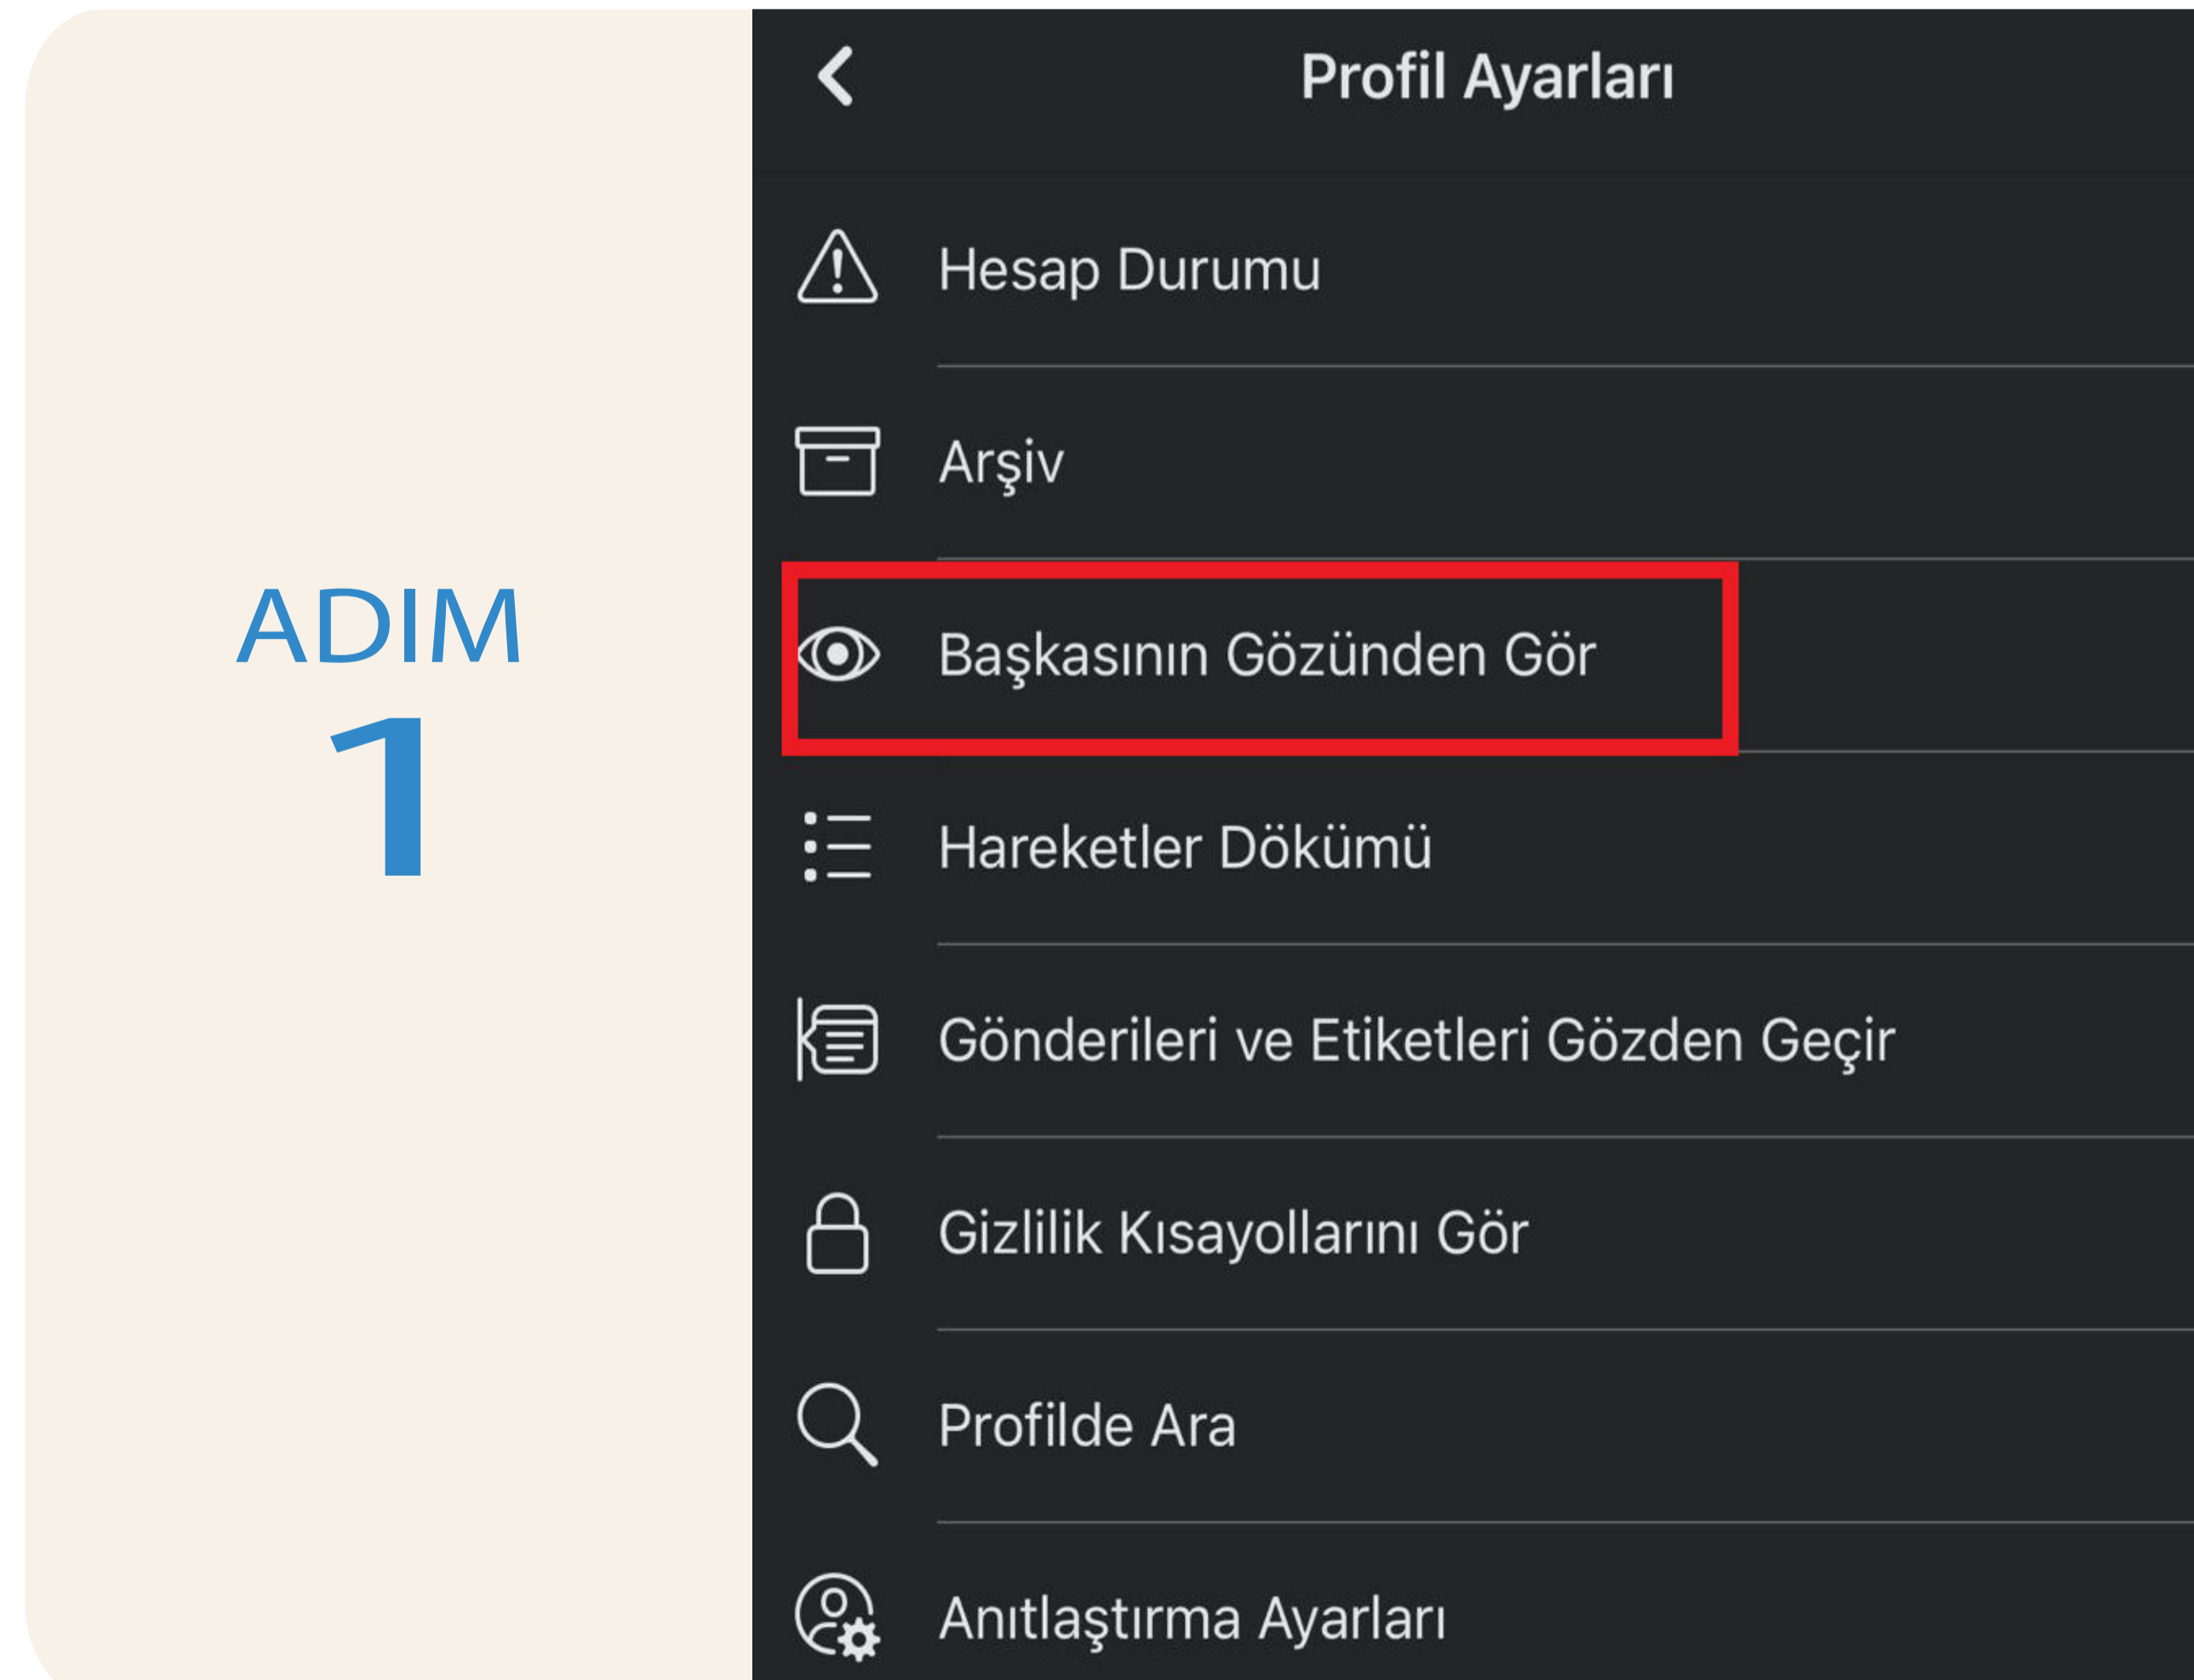 ADIM
1
Profil Ayarları
Hesap Durumu
Arşiv
Başkasının Gözünden Gör
Hareketler Dökümü
Gönderileri ve Etiketleri Gözden Geçir
Gizlilik Kısayollarını Gör
Profilde Ara
Anıtlaştırma Ayarları